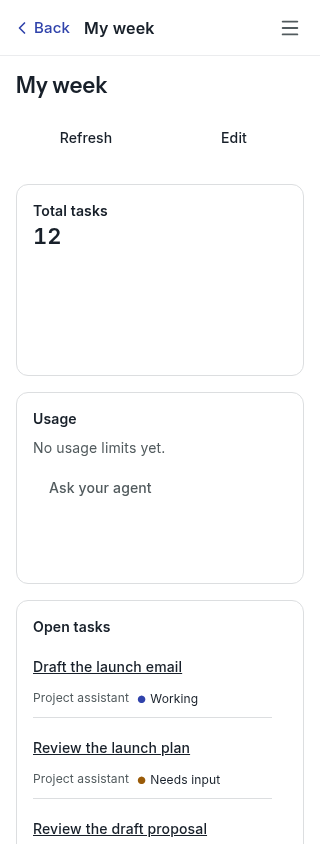 Back My week
My week
Refresh Edit
Total tasks
12
Usage
No usage limits yet.
Ask your agent
Open tasks
Draft the launch email
Project assistant Working
Review the launch plan
Project assistant Needs input
Review the draft proposal